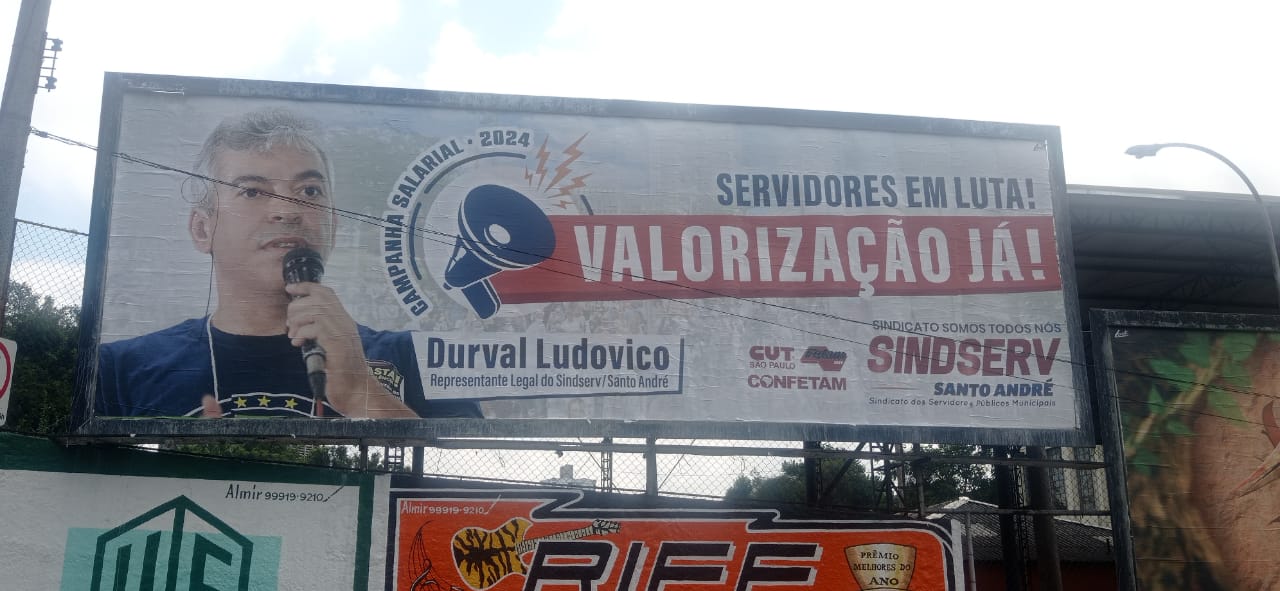 CAMPANHA SALARIAL · 2024
SERVIDORES EM LUTA!
VALORIZAÇÃO JÁ!
Durval Ludovico
Representante Legal do Sindserv/Santo André
CUT
SÃO PAULO
CONFETAM
SINDICATO SOMOS TODOS NÓS
SINDSERV
SANTO ANDRÉ
Sindicato dos Servidores Públicos Municipais
Almir 99919-9210
Almir 99919-9210
RIFF
PRÊMIO
MELHORES DO
ANO